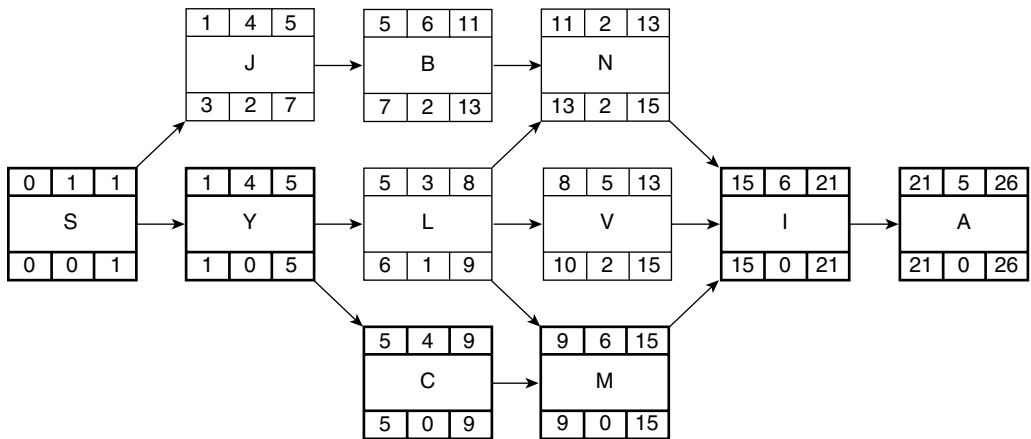 1 4 5
J
3 2 7
5 6 11
B
7 2 13
11 2 13
N
13 2 15
0 1 1
S
0 0 1
1 4 5
Y
1 0 5
5 3 8
L
6 1 9
8 5 13
V
10 2 15
15 6 21
I
15 0 21
21 5 26
A
21 0 26
5 4 9
C
5 0 9
9 6 15
M
9 0 15